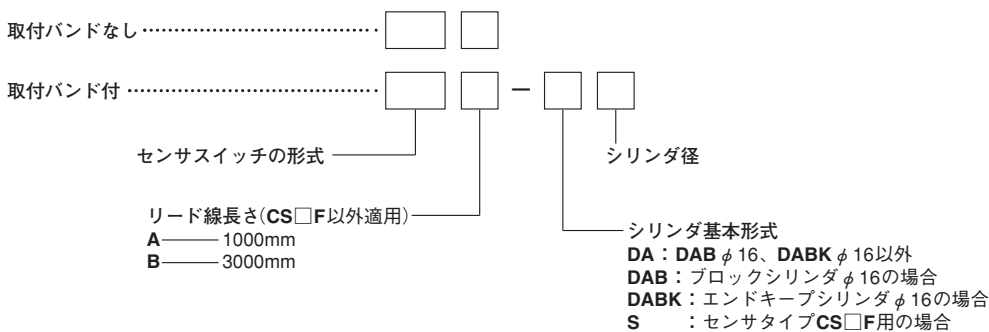 取付バンドなし
取付バンド付 −
センサスイッチの形式
シリンダ径
リード線長さ(CS□F以外適用)
A 1000mm
B 3000mm
シリンダ基本形式
DA：DABφ16、DABKφ16以外
DAB：ブロックシリンダφ16の場合
DABK：エンドキープシリンダφ16の場合
S ：センサタイプCS□F用の場合